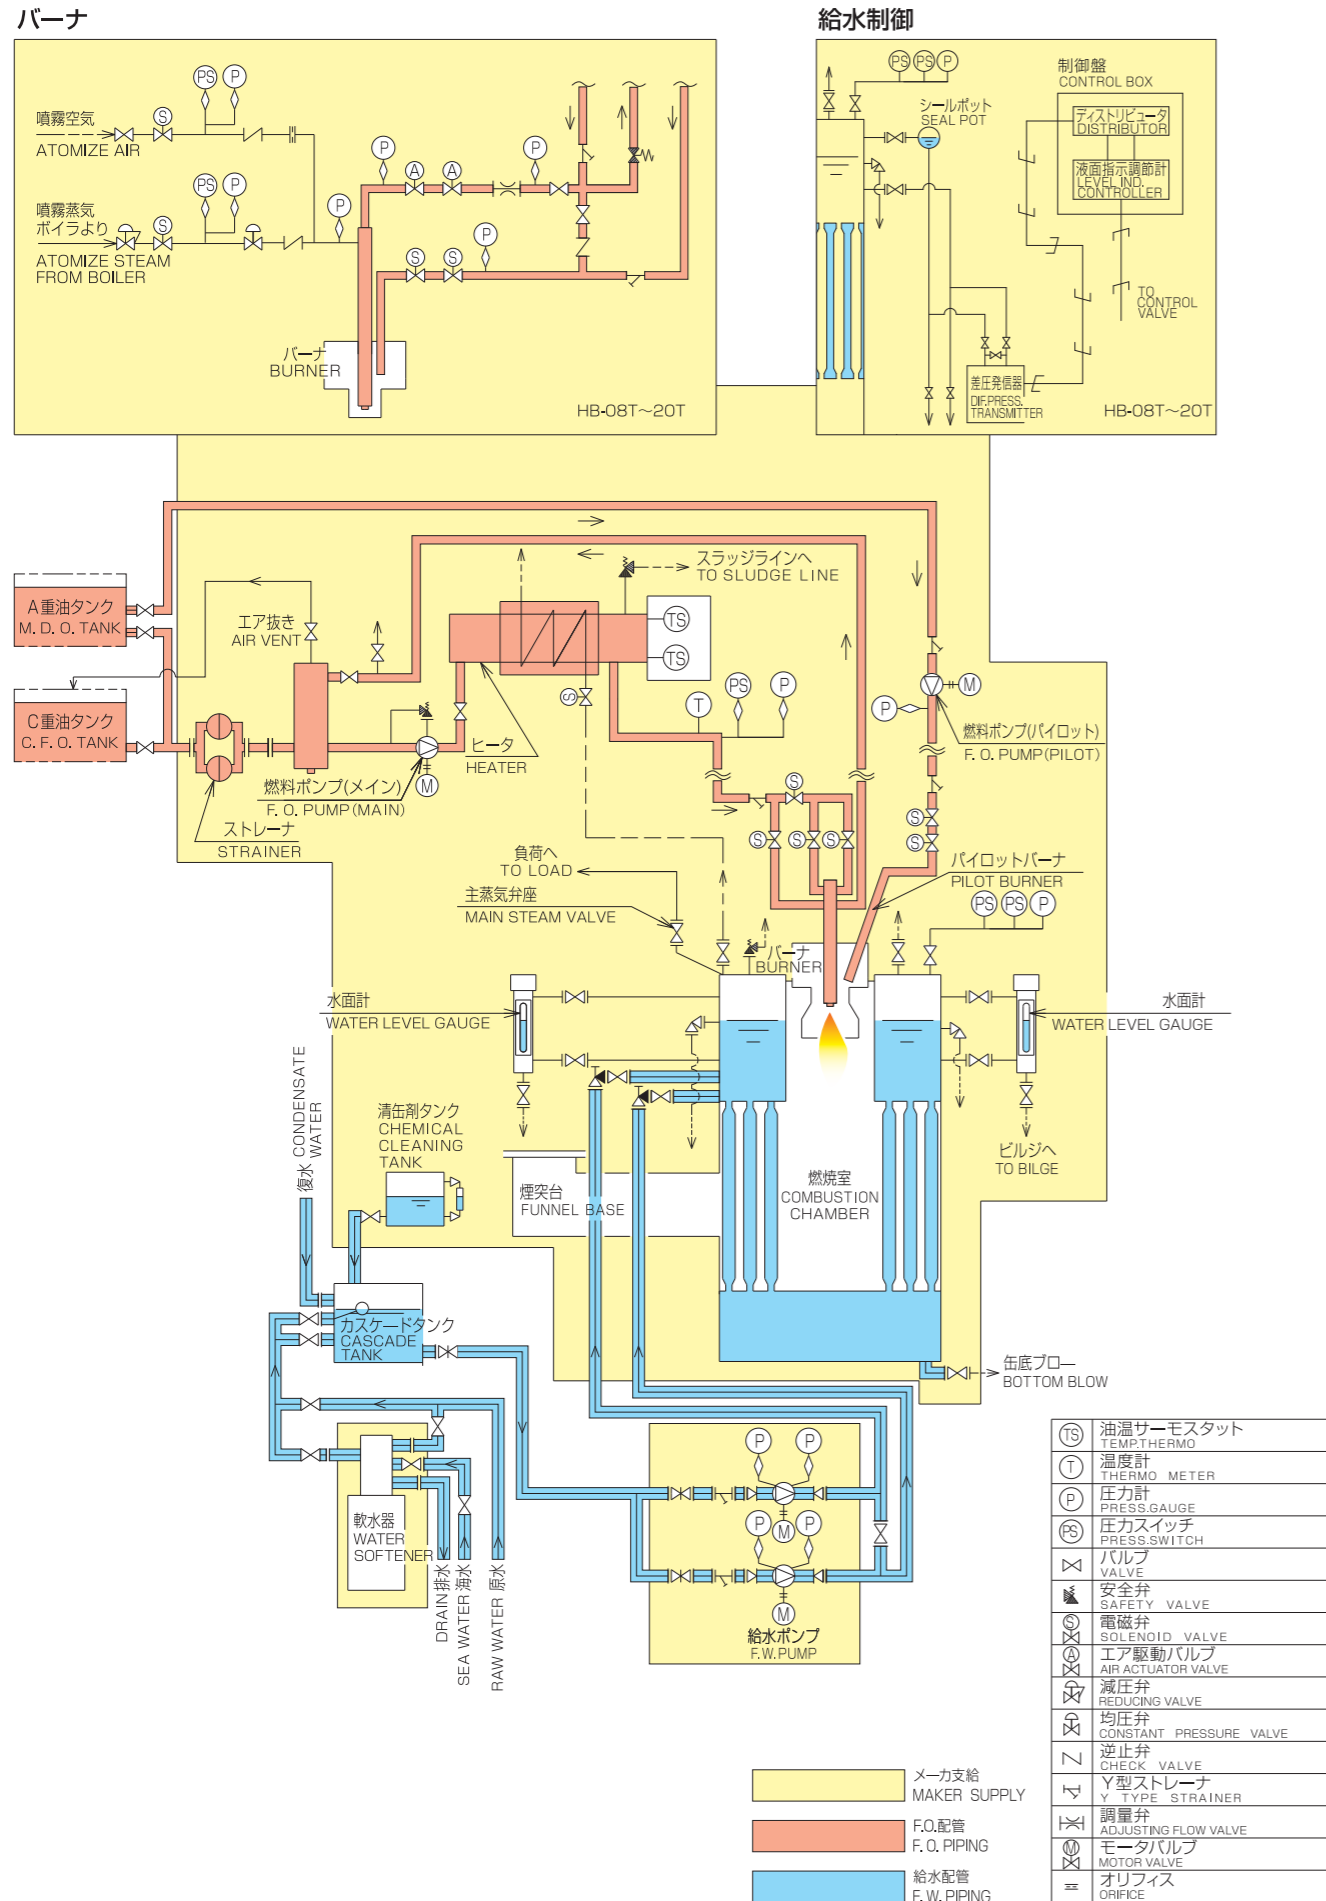 バーナ
噴霧空気
ATOMIZE AIR
噴霧蒸気
ボイラより
ATOMIZE STEAM
FROM BOILER
PS
P
S
PS
P
S
P
P
A
A
P
S
S
P
バーナ
BURNER
HB-08T～20T
給水制御
PS
PS
P
シールポット
SEAL POT
制御盤
CONTROL BOX
ディストリビュータ
DISTRIBUTOR
液面指示調節計
LEVEL IND.
CONTROLLER
TO
CONTROL
VALVE
差圧発信器
DIF.PRESS.
TRANSMITTER
HB-08T～20T
A重油タンク
M. D. O. TANK
C重油タンク
C. F. O. TANK
エア抜き
AIR VENT
スラッジラインへ
TO SLUDGE LINE
TS
TS
S
T
PS
P
P
M
燃料ポンプ(パイロット)
F. O. PUMP(PILOT)
ヒータ
HEATER
M
燃料ポンプ(メイン)
F. O. PUMP(MAIN)
ストレーナ
STRAINER
S
S
S
S
S
S
負荷へ
TO LOAD
主蒸気弁座
MAIN STEAM VALVE
パイロットバーナ
PILOT BURNER
PS
PS
P
バーナ
BURNER
水面計
WATER LEVEL GAUGE
水面計
WATER LEVEL GAUGE
復水 CONDENSATE
WATER
清缶剤タンク
CHEMICAL
CLEANING
TANK
煙突台
FUNNEL BASE
燃焼室
COMBUSTION
CHAMBER
ビルジへ
TO BILGE
カスケードタンク
CASCADE
TANK
缶底ブロー
BOTTOM BLOW
軟水器
WATER
SOFTENER
DRAIN 排水
SEA WATER 海水
RAW WATER 原水
P
P
M
P
P
M
給水ポンプ
F.W.PUMP
メーカ支給
MAKER SUPPLY
F.O.配管
F. O. PIPING
給水配管
F. W. PIPING
TS 油温サーモスタット
TEMP.THERMO
T 温度計
THERMO METER
P 圧力計
PRESS.GAUGE
PS 圧力スイッチ
PRESS.SWITCH
バルブ
VALVE
安全弁
SAFETY VALVE
S 電磁弁
SOLENOID VALVE
A エア駆動バルブ
AIR ACTUATOR VALVE
減圧弁
REDUCING VALVE
均圧弁
CONSTANT PRESSURE VALVE
逆止弁
CHECK VALVE
Y型ストレーナ
Y TYPE STRAINER
調量弁
ADJUSTING FLOW VALVE
M モータバルブ
MOTOR VALVE
オリフィス
ORIFICE